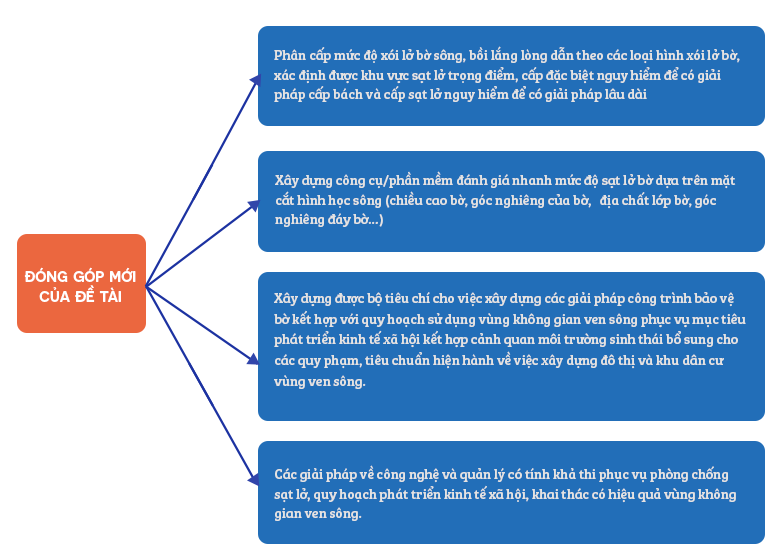 Phân cấp mức độ xói lở bờ sông, bồi lắng lòng dẫn theo các loại hình xói lở bờ,
xác định được khu vực sạt lở trọng điểm, cấp đặc biệt nguy hiểm để có giải
pháp cấp bách và cấp sạt lở nguy hiểm để có giải pháp lâu dài
Xây dựng công cụ/phần mềm đánh giá nhanh mức độ sạt lở bờ dựa trên mặt
cắt hình học sông (chiều cao bờ, góc nghiêng của bờ, địa chất lớp bờ, góc
nghiêng đáy bờ...)
ĐÓNG GÓP MỚI
CỦA ĐỀ TÀI
Xây dựng được bộ tiêu chí cho việc xây dựng các giải pháp công trình bảo vệ
bờ kết hợp với quy hoạch sử dụng vùng không gian ven sông phục vụ mục tiêu
phát triển kinh tế xã hội kết hợp cảnh quan môi trường sinh thái bổ sung cho
các quy phạm, tiêu chuẩn hiện hành về việc xây dựng đô thị và khu dân cư
vùng ven sông.
Các giải pháp về công nghệ và quản lý có tính khả thi phục vụ phòng chống
sạt lở, quy hoạch phát triển kinh tế xã hội, khai thác có hiệu quả vùng không
gian ven sông.